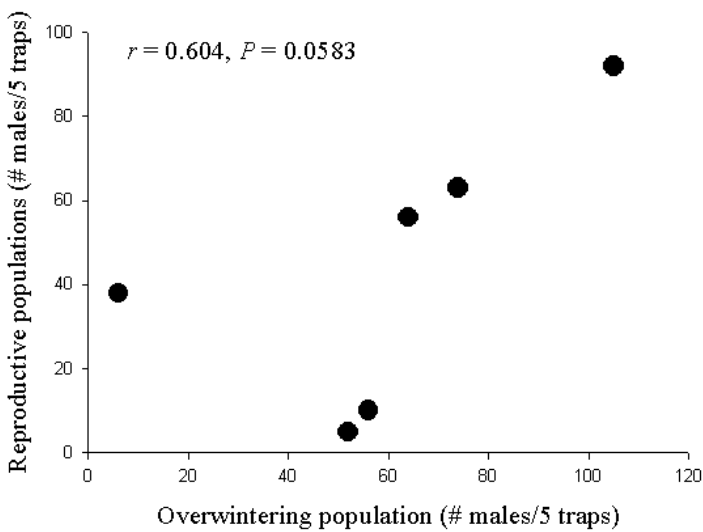 r = 0.604, P = 0.0583
Reproductive populations (# males/5 traps)
100
80
60
40
20
0
0 20 40 60 80 100 120
Overwintering population (# males/5 traps)